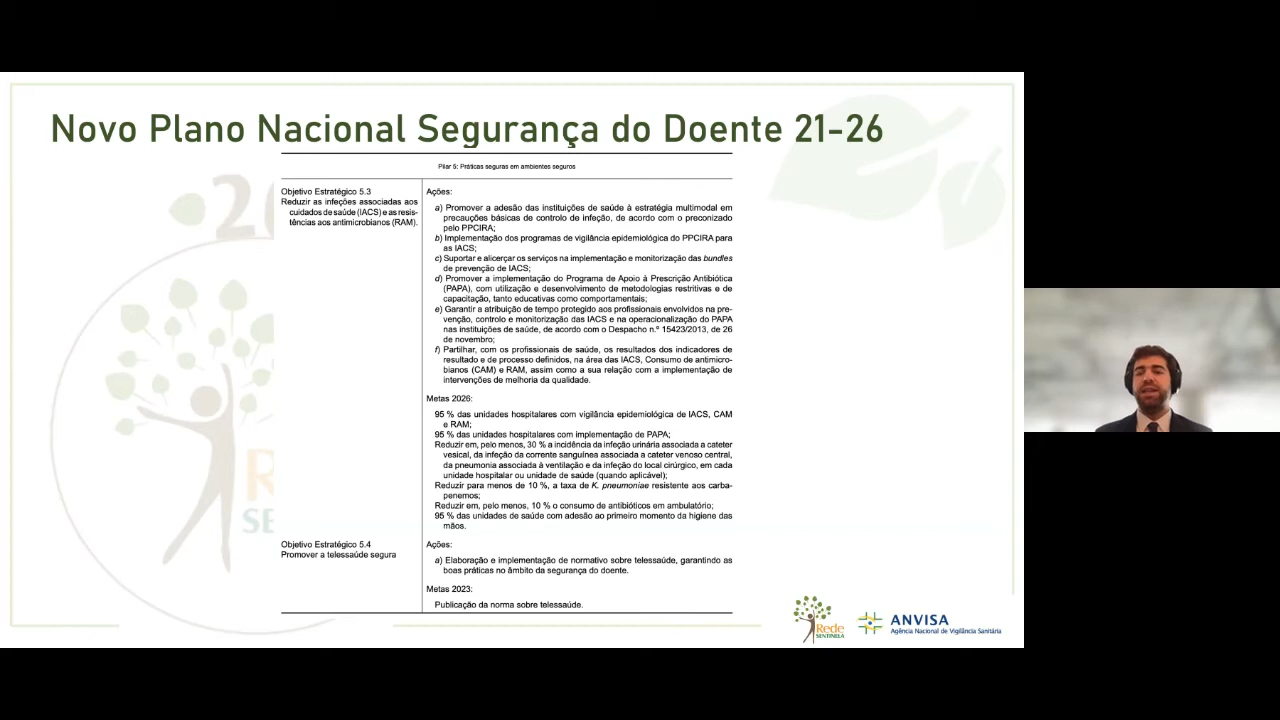 Novo Plano Nacional Segurança do Doente 21-26
Pilar 5: Práticas seguras em ambientes seguros
Objetivo Estratégico 5.3
Reduzir as infeções associadas aos
cuidados de saúde (IACS) e as resis-
tências aos antimicrobianos (RAM).
Ações:
a) Promover a adesão das instituições de saúde à estratégia multimodal em
precauções básicas de controlo de infeção, de acordo com o preconizado
pelo PPCIRA;
b) Implementação dos programas de vigilância epidemiológica do PPCIRA para
as IACS;
c) Suportar e alicerçar os serviços na implementação e monitorização das bundles
de prevenção de IACS;
d) Promover a implementação do Programa de Apoio à Prescrição Antibiótica
(PAPA), com utilização e desenvolvimento de metodologias restritivas e de
capacitação, tanto educativas como comportamentais;
e) Garantir a atribuição de tempo protegido aos profissionais envolvidos na pre-
venção, controlo e monitorização das IACS e na operacionalização do PAPA
nas instituições de saúde, de acordo com o Despacho n.º 15423/2013, de 26
de novembro;
f) Partilhar, com os profissionais de saúde, os resultados dos indicadores de
resultado e de processo definidos, na área das IACS, Consumo de antimicro-
bianos (CAM) e RAM, assim como a sua relação com a implementação de
intervenções de melhoria da qualidade.
Metas 2026:
95 % das unidades hospitalares com vigilância epidemiológica de IACS, CAM
e RAM;
95 % das unidades hospitalares com implementação de PAPA;
Reduzir em, pelo menos, 30 % a incidência da infeção urinária associada a cateter
vesical, da infeção da corrente sanguínea associada a cateter venoso central,
da pneumonia associada à ventilação e da infeção do local cirúrgico, em cada
unidade hospitalar ou unidade de saúde (quando aplicável);
Reduzir para menos de 10 %, a taxa de K. pneumoniae resistente aos carba-
penemos;
Reduzir em, pelo menos, 10 % o consumo de antibióticos em ambulatório;
95 % das unidades de saúde com adesão ao primeiro momento da higiene das
mãos.
Objetivo Estratégico 5.4
Promover a telessaúde segura
Ações:
a) Elaboração e implementação de normativo sobre telessaúde, garantindo as
boas práticas no âmbito da segurança do doente.
Metas 2023:
Publicação da norma sobre telessaúde.
Rede
SENTINELA
ANVISA
Agência Nacional de Vigilância Sanitária